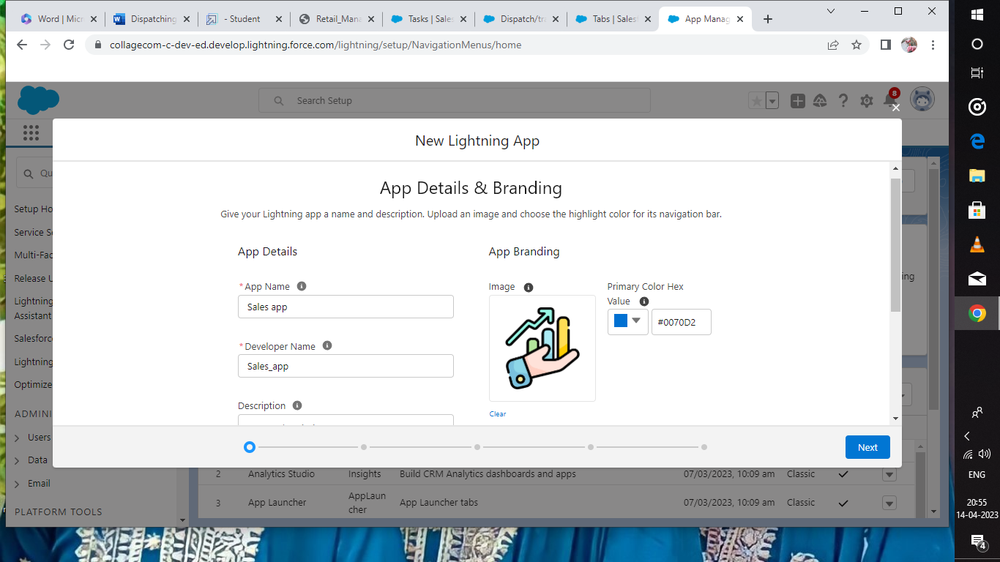 Word | Micr
Dispatching
- Student
Retail_Mana
Tasks | Sales
Dispatch/tra
Tabs | Salesf
App Manag
collagecom-c-dev-ed.develop.lightning.force.com/lightning/setup/NavigationMenus/home
Search Setup
8
New Lightning App
Qu
App Details & Branding
Give your Lightning app a name and description. Upload an image and choose the highlight color for its navigation bar.
Setup Ho
Service Se
Multi-Fac
Release U
Lightning
Assistant
Salesforce
Lightning
Optimize
ADMINI
Users
Data
Email
PLATFORM TOOLS
App Details
*App Name
Sales app
*Developer Name
Sales_app
Description
App Branding
Image
Clear
Primary Color Hex
Value
#0070D2
ing
Next
2 Analytics Studio Insights Build CRM Analytics dashboards and apps 07/03/2023, 10:09 am Classic
3 App Launcher AppLaun
cher App Launcher tabs 07/03/2023, 10:09 am Classic
ENG
20:55
14-04-2023
4